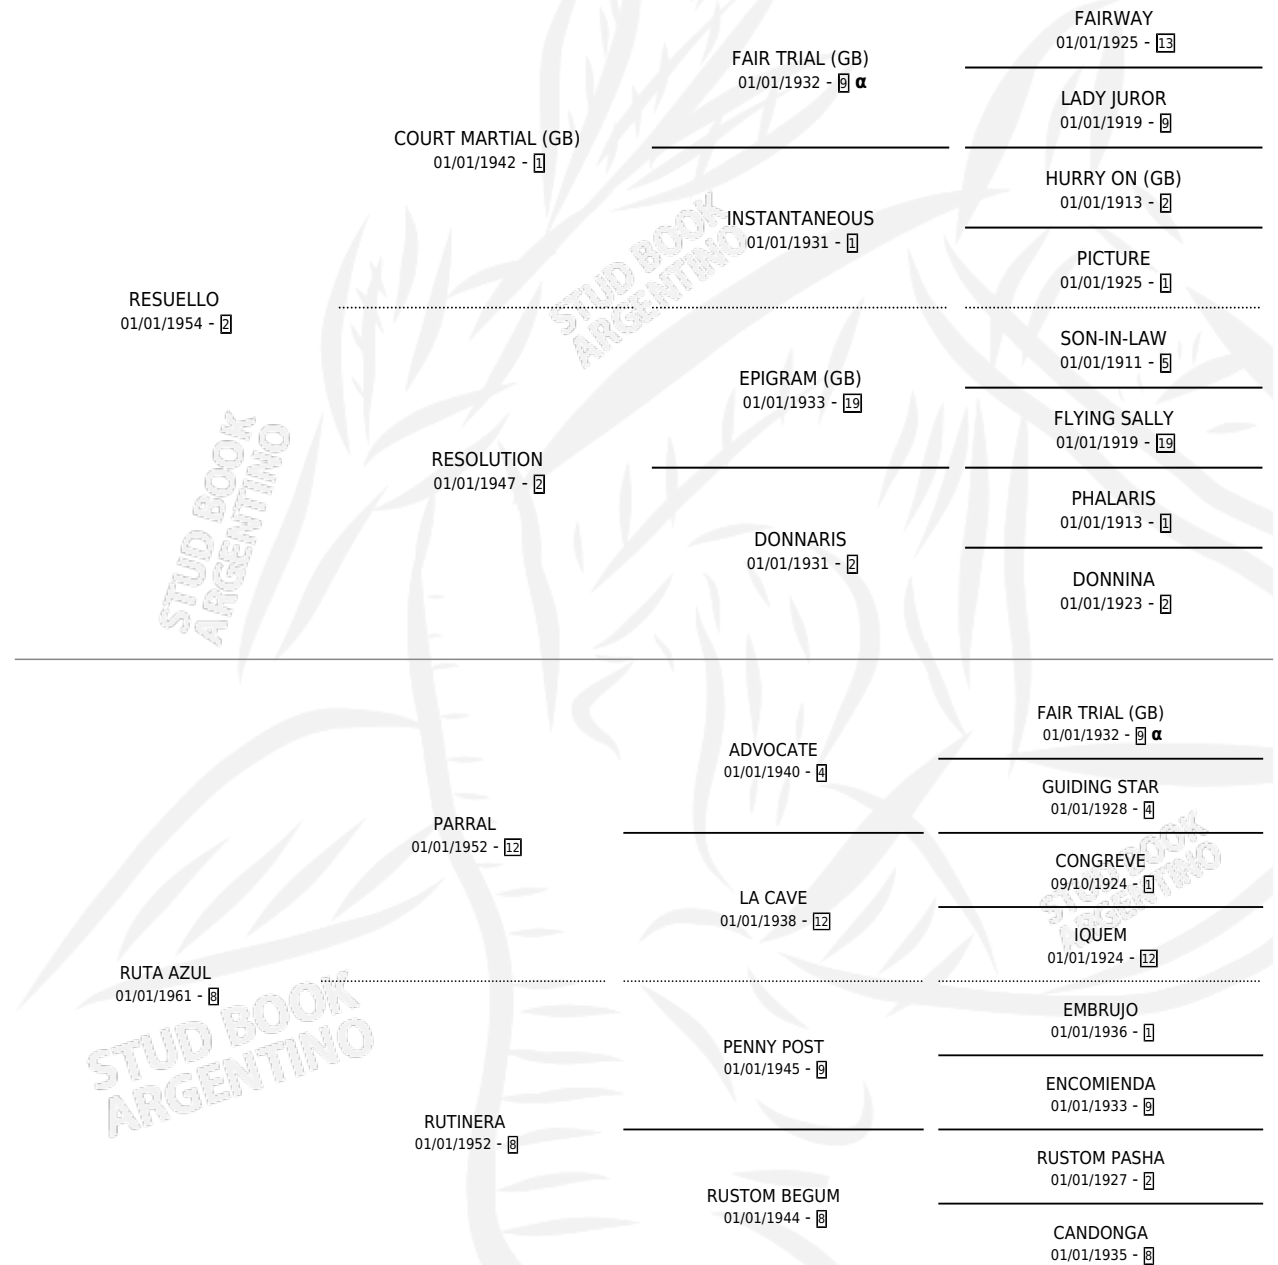 FAIRWAY
01/01/1925 - 13
FAIR TRIAL (GB)
01/01/1932 - 9 α
LADY JUROR
01/01/1919 - 9
COURT MARTIAL (GB)
01/01/1942 - 1
HURRY ON (GB)
01/01/1913 - 2
INSTANTANEOUS
01/01/1931 - 1
PICTURE
01/01/1925 - 1
STUD BOOK
ARGENTINO
RESUELLO
01/01/1954 - 2
SON-IN-LAW
01/01/1911 - 5
EPIGRAM (GB)
01/01/1933 - 19
FLYING SALLY
01/01/1919 - 19
RESOLUTION
01/01/1947 - 2
PHALARIS
01/01/1913 - 1
DONNARIS
01/01/1931 - 2
DONNINA
01/01/1923 - 2
STUD BOOK
ARGENTINO
FAIR TRIAL (GB)
01/01/1932 - 9 α
ADVOCATE
01/01/1940 - 4
GUIDING STAR
01/01/1928 - 4
PARRAL
01/01/1952 - 12
CONGREVE
09/10/1924 - 1
LA CAVE
01/01/1938 - 12
IQUEM
01/01/1924 - 12
STUD BOOK
ARGENTINO
RUTA AZUL
01/01/1961 - 8
EMBRUJO
01/01/1936 - 1
PENNY POST
01/01/1945 - 9
ENCOMIENDA
01/01/1933 - 9
STUD BOOK
ARGENTINO
RUTINERA
01/01/1952 - 8
RUSTOM PASHA
01/01/1927 - 2
RUSTOM BEGUM
01/01/1944 - 8
CANDONGA
01/01/1935 - 8